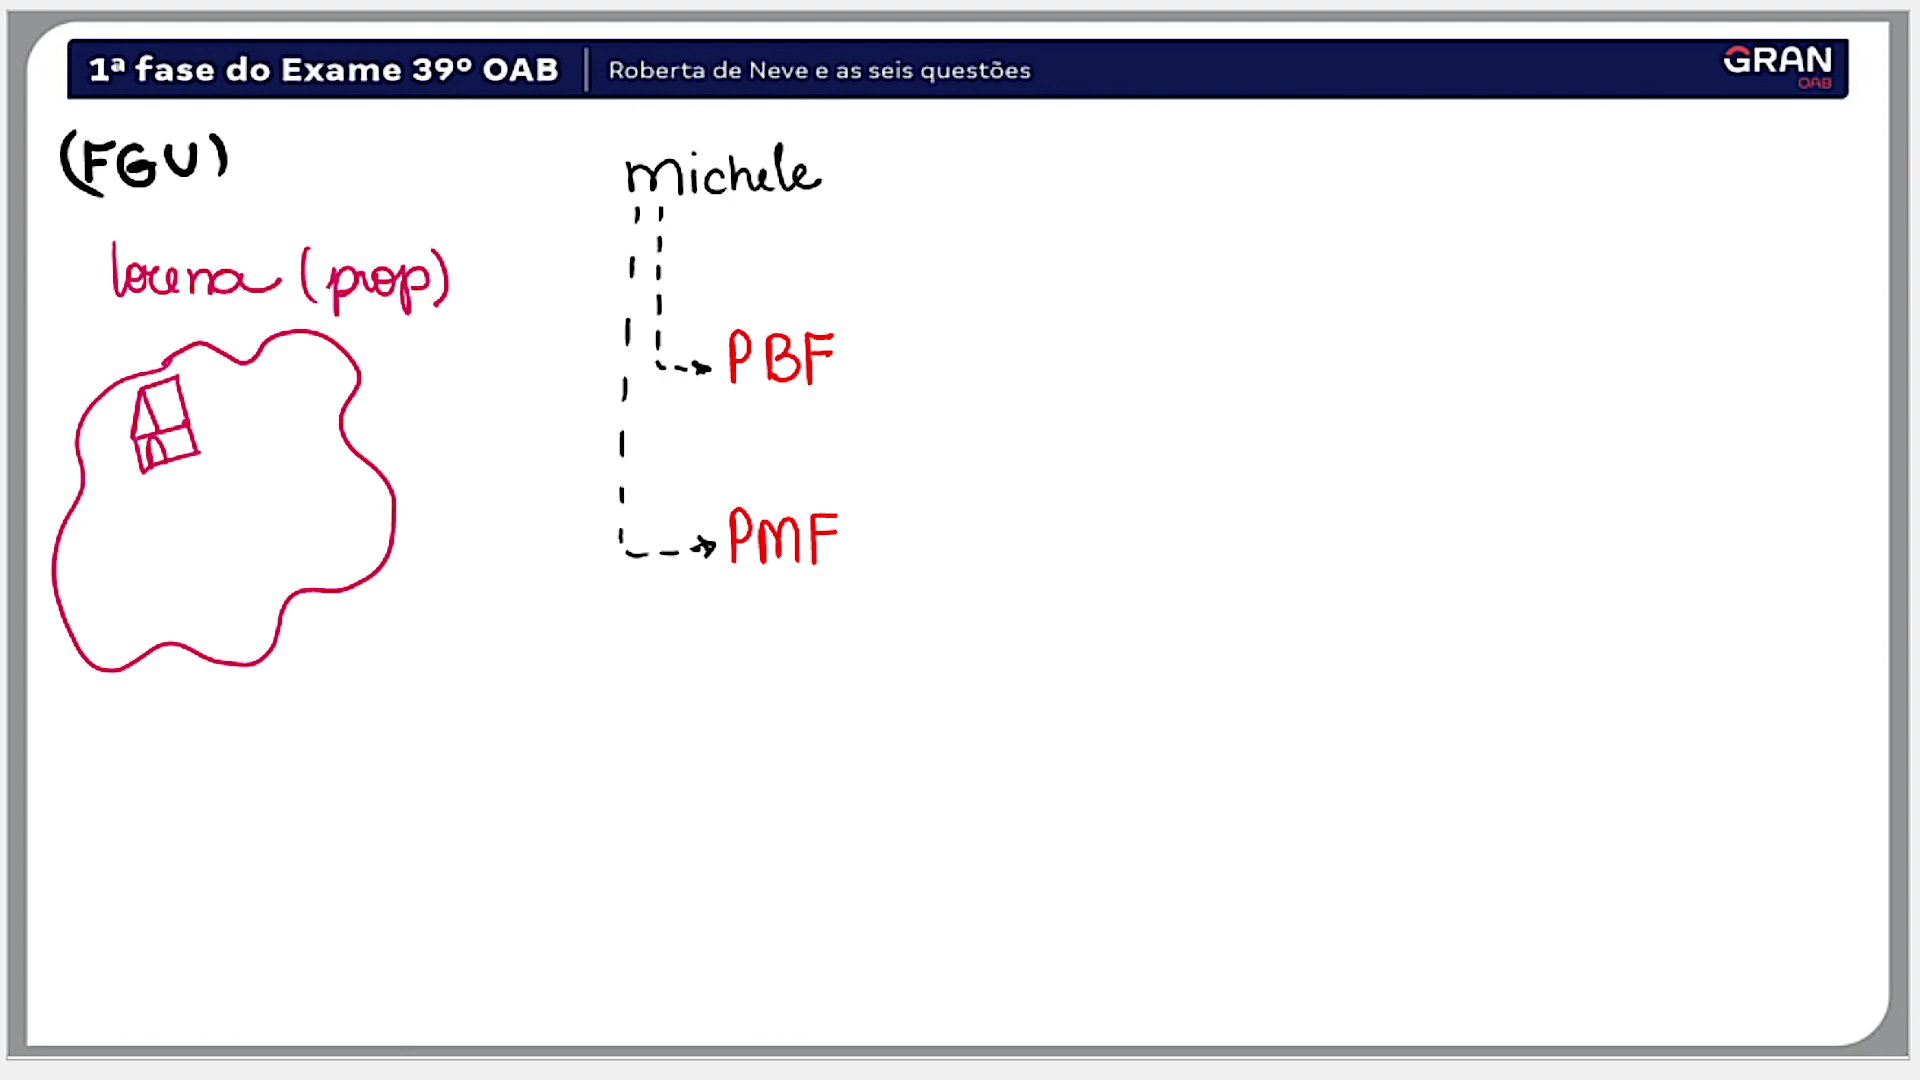 1ª fase do Exame 39º OAB
Roberta de Neve e as seis questões
GRAN
OAB
(FGV)
Michele
lorena (prop)
PBF
PMF